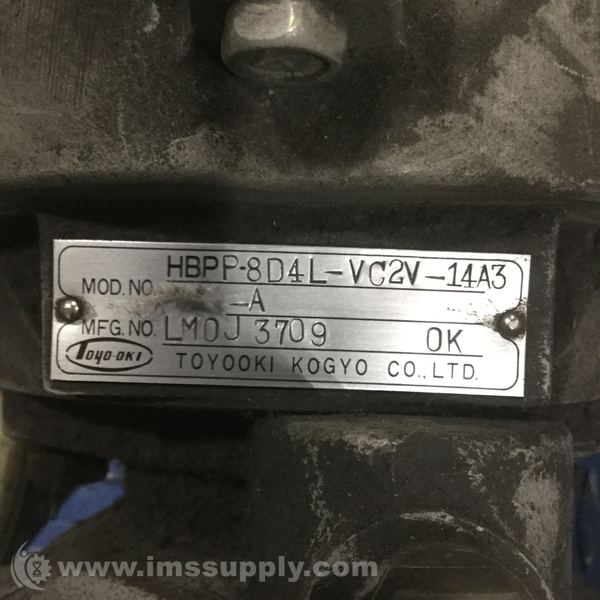 MOD. NO. HBPP-8D4L-VC2V-14A3
-A
MFG. NO. LM0J 3709 OK
TOYO-OKI TOYOOKI KOGYO CO., LTD.
www.imssupply.com